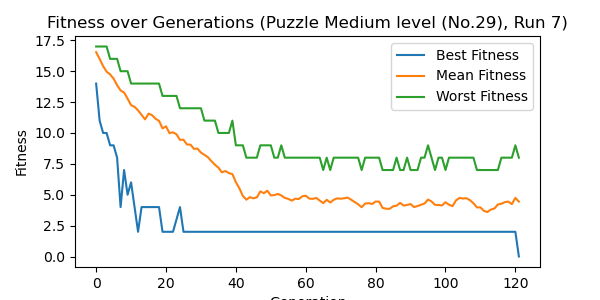 Fitness over Generations (Puzzle Medium level (No.29), Run 7)
17.5
15.0
12.5
10.0
7.5
5.0
2.5
0.0
Fitness
Best Fitness
Mean Fitness
Worst Fitness
0 20 40 60 80 100 120
Generation